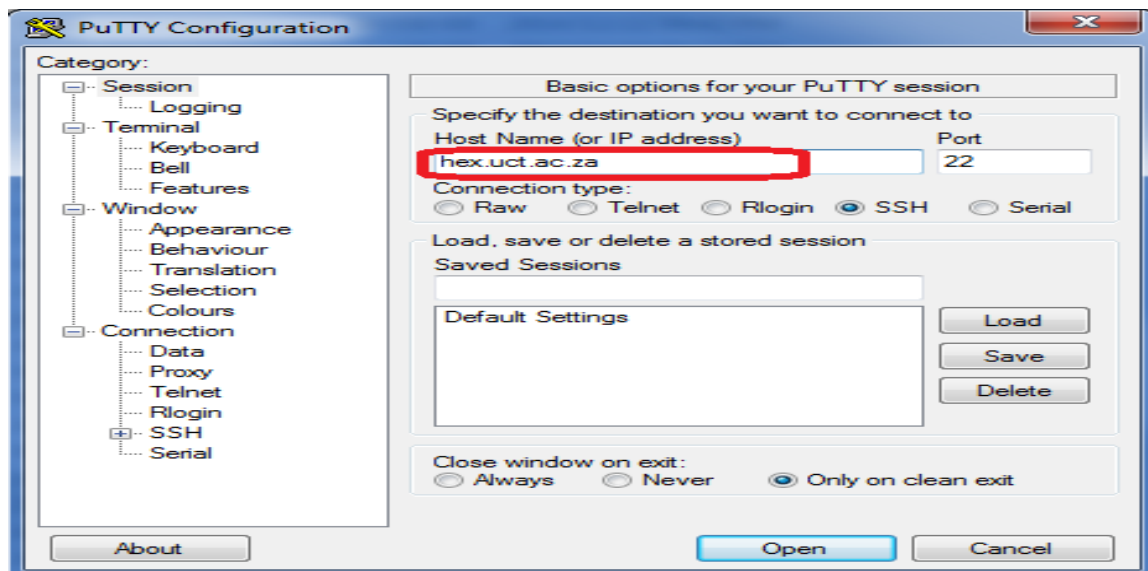 PuTTY Configuration
Category:
Session
Logging
Terminal
Keyboard
Bell
Features
Window
Appearance
Behaviour
Translation
Selection
Colours
Connection
Data
Proxy
Telnet
Rlogin
SSH
Serial
Basic options for your PuTTY session
Specify the destination you want to connect to
Host Name (or IP address) Port
hex.uct.ac.za 22
Connection type:
Raw Telnet Rlogin SSH Serial
Load, save or delete a stored session
Saved Sessions
Default Settings
Load
Save
Delete
Close window on exit:
Always Never Only on clean exit
About Open Cancel